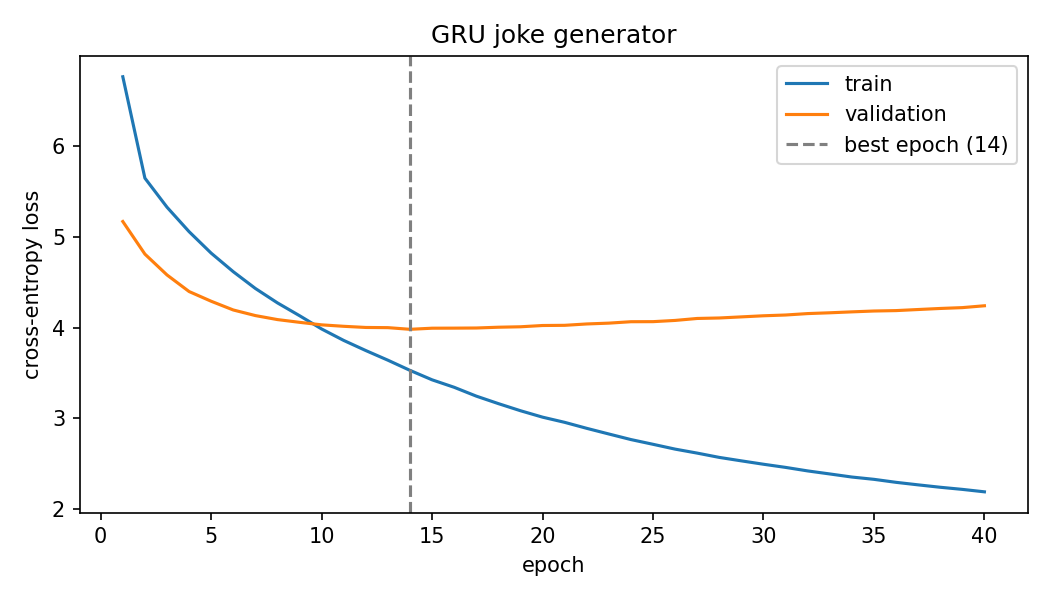 GRU joke generator
train
validation
best epoch (14)
cross-entropy loss
6
5
4
3
2
0 5 10 15 20 25 30 35 40
epoch